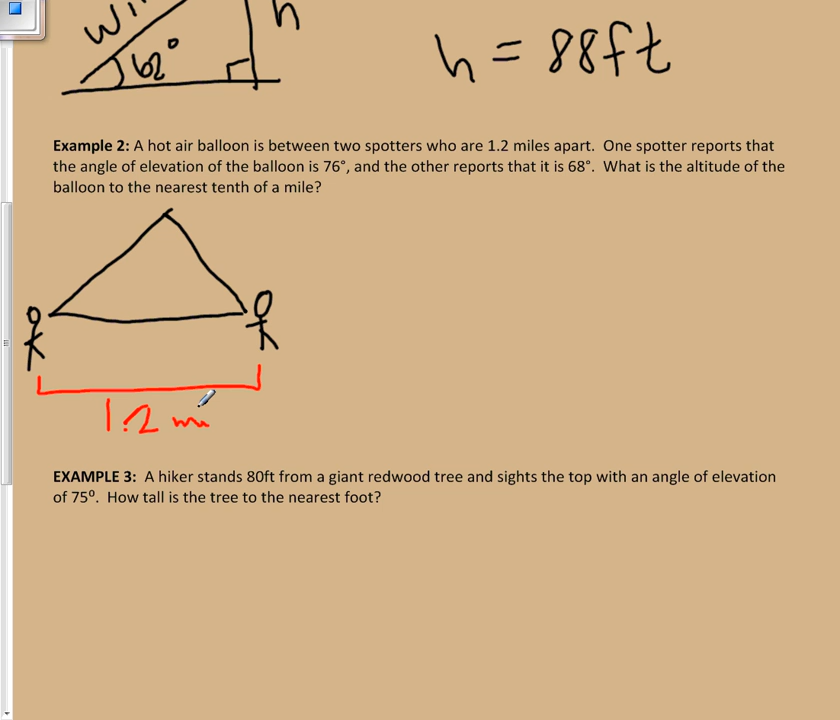 h
62°
h = 88ft
Example 2: A hot air balloon is between two spotters who are 1.2 miles apart. One spotter reports that
the angle of elevation of the balloon is 76°, and the other reports that it is 68°. What is the altitude of the
balloon to the nearest tenth of a mile?
1.2 mi
EXAMPLE 3: A hiker stands 80ft from a giant redwood tree and sights the top with an angle of elevation
of 75⁰. How tall is the tree to the nearest foot?